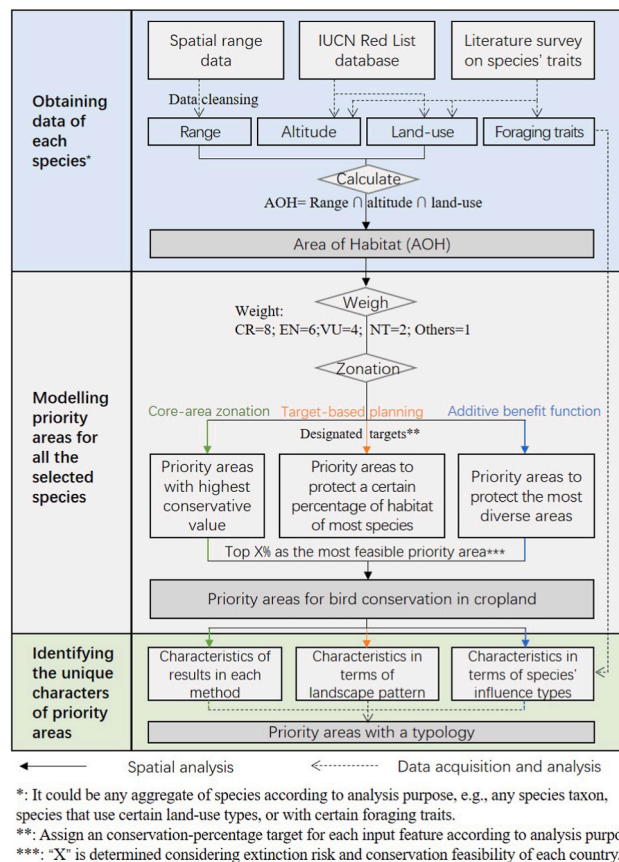 Spatial range
data
IUCN Red List
database
Literature survey
on species' traits
Obtaining
data of
each
species*
Data cleansing
Range
Altitude
Land-use
Foraging traits
Calculate
AOH= Range ∩ altitude ∩ land-use
Area of Habitat (AOH)
Modelling
priority
areas for
all the
selected
species
Weigh
Weight:
CR=8; EN=6;VU=4; NT=2; Others=1
Zonation
Core-area zonation
Target-based planning
Additive benefit function
Designated targets**
Priority areas
with highest
conservative
value
Priority areas to
protect a certain
percentage of habitat
of most species
Priority areas to
protect the most
diverse areas
Top X% as the most feasible priority area***
Priority areas for bird conservation in cropland
Identifying
the unique
characters
of priority
areas
Characteristics of
results in each
method
Characteristics in
terms of
landscape pattern
Characteristics in
terms of species'
influence types
Priority areas with a typology
Spatial analysis
Data acquisition and analysis
*: It could be any aggregate of species according to analysis purpose, e.g., any species taxon,
species that use certain land-use types, or with certain foraging traits.
**: Assign an conservation-percentage target for each input feature according to analysis purpo
***: "X" is determined considering extinction risk and conservation feasibility of each country.